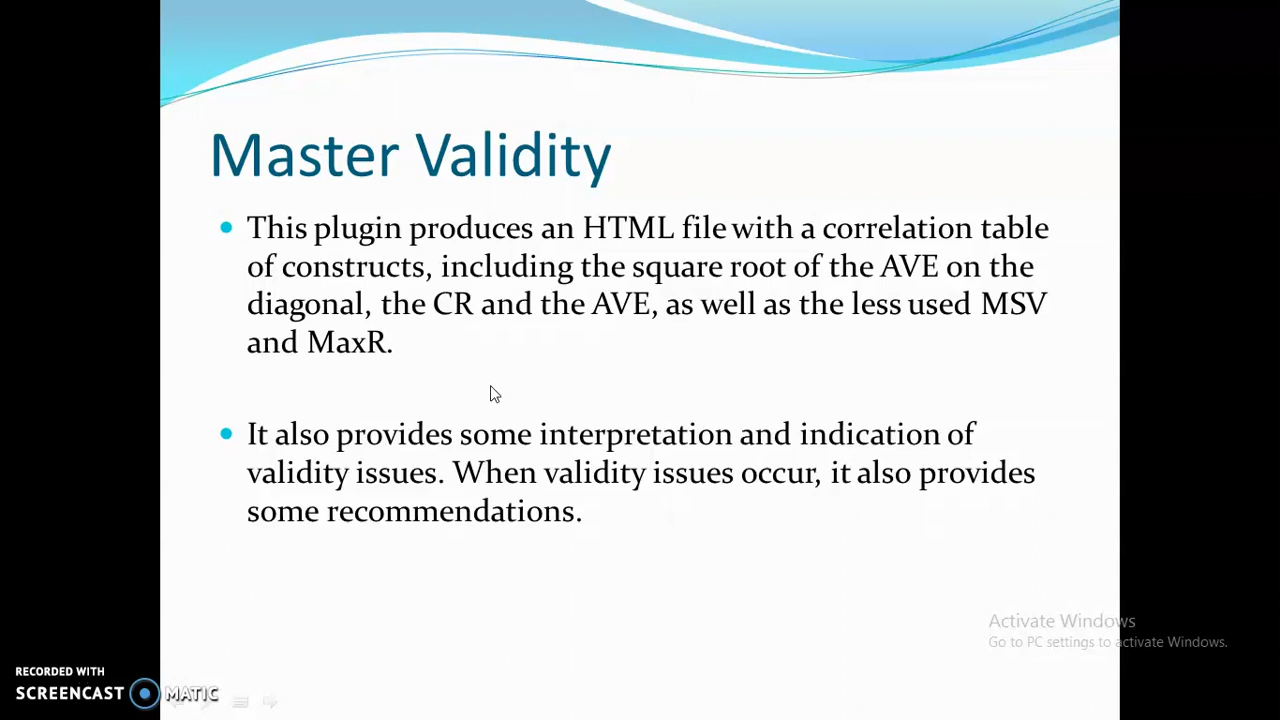 Master Validity
This plugin produces an HTML file with a correlation table
of constructs, including the square root of the AVE on the
diagonal, the CR and the AVE, as well as the less used MSV
and MaxR.
It also provides some interpretation and indication of
validity issues. When validity issues occur, it also provides
some recommendations.
Activate Windows
Go to PC settings to activate Windows.
RECORDED WITH
SCREENCAST MATIC